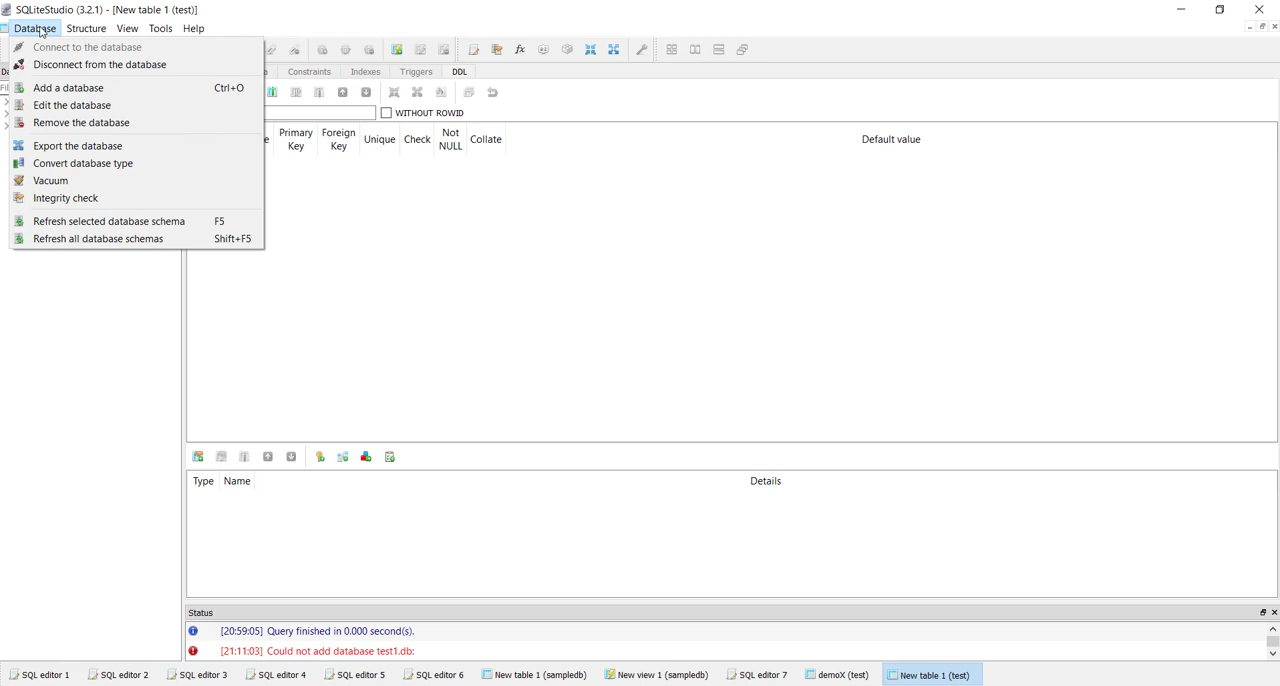 SQLiteStudio (3.2.1) - [New table 1 (test)]
Database Structure View Tools Help
Connect to the database
Disconnect from the database
Add a database Ctrl+O
Edit the database
Remove the database
Export the database
Convert database type
Vacuum
Integrity check
Refresh selected database schema F5
Refresh all database schemas Shift+F5
Constraints Indexes Triggers DDL
WITHOUT ROWID
Primary Key Foreign Key Unique Check Not NULL Collate Default value
Type Name Details
Status
[20:59:05] Query finished in 0.000 second(s).
[21:11:03] Could not add database test1.db:
SQL editor 1 SQL editor 2 SQL editor 3 SQL editor 4 SQL editor 5 SQL editor 6 New table 1 (sampledb) New view 1 (sampledb) SQL editor 7 demoX (test) New table 1 (test)